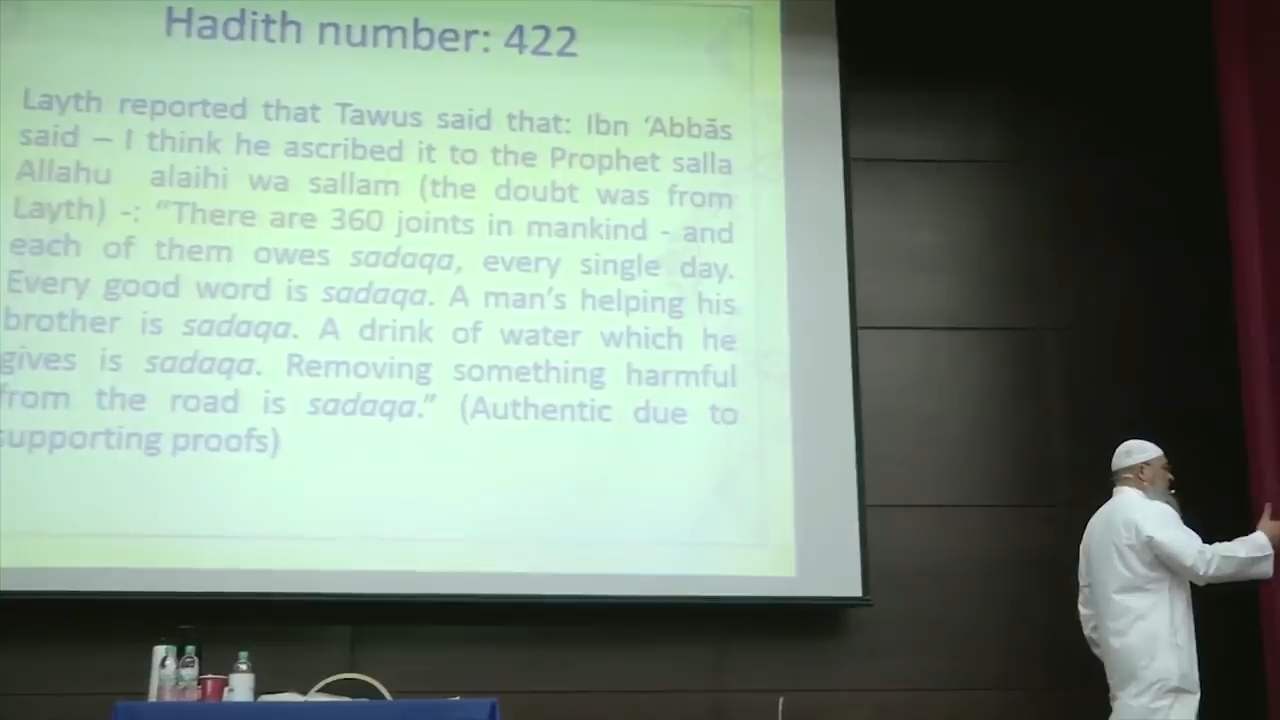 Hadith number: 422
Layth reported that Tawus said that: Ibn ‘Abbās
said – I think he ascribed it to the Prophet salla
Allahu alaihi wa sallam (the doubt was from
Layth) -: “There are 360 joints in mankind - and
each of them owes sadaqa, every single day.
Every good word is sadaqa. A man’s helping his
brother is sadaqa. A drink of water which he
gives is sadaqa. Removing something harmful
from the road is sadaqa.” (Authentic due to
supporting proofs)